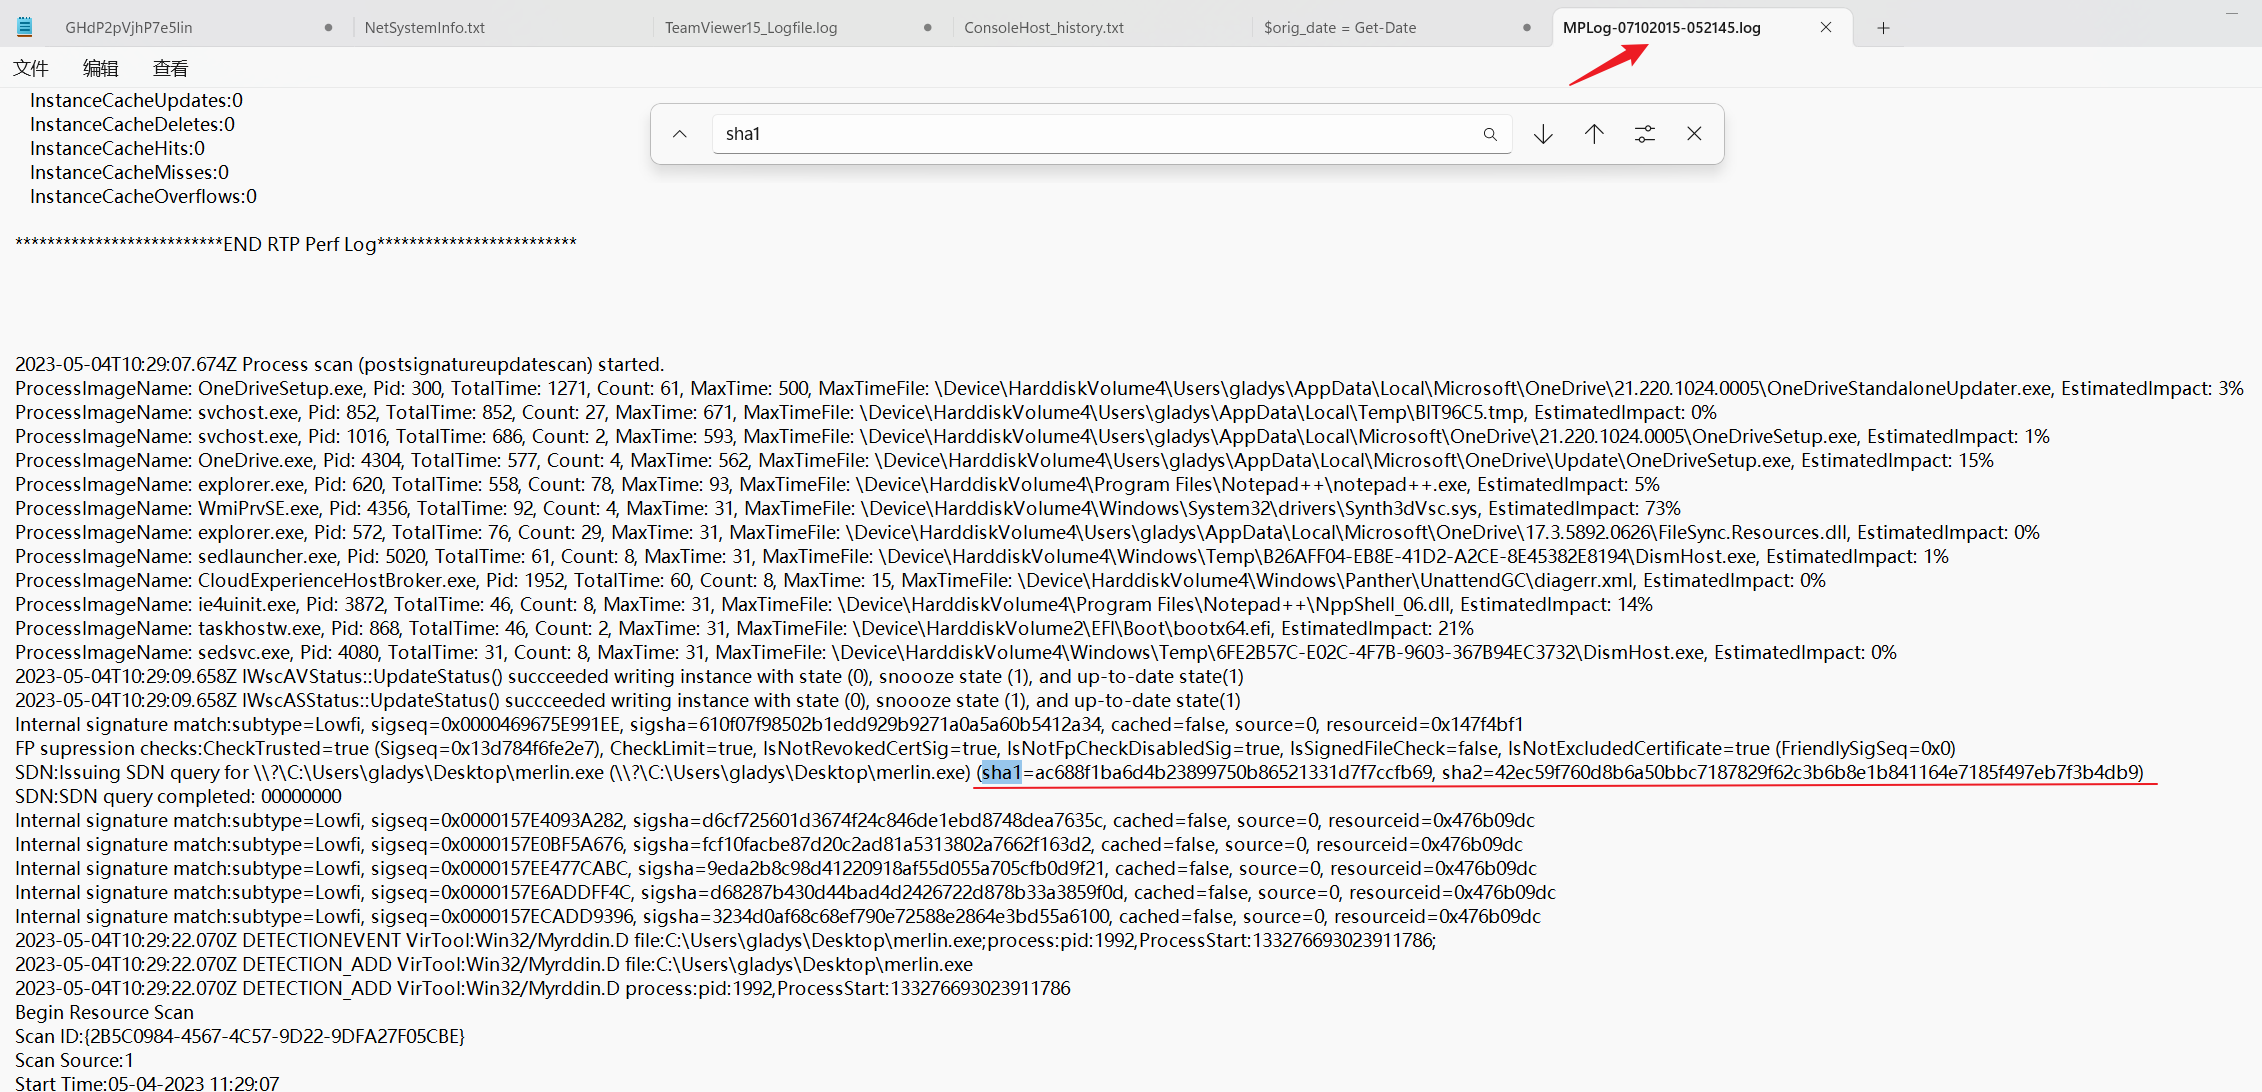 GHdP2pVjhP7e5lin
NetSystemInfo.txt
TeamViewer15_Logfile.log
ConsoleHost_history.txt
$orig_date = Get-Date
MPLog-07102015-052145.log
文件 编辑 查看
sha1
InstanceCacheUpdates:0
InstanceCacheDeletes:0
InstanceCacheHits:0
InstanceCacheMisses:0
InstanceCacheOverflows:0
**************************END RTP Perf Log*************************
2023-05-04T10:29:07.674Z Process scan (postsignatureupdatescan) started.
ProcessImageName: OneDriveSetup.exe, Pid: 300, TotalTime: 1271, Count: 61, MaxTime: 500, MaxTimeFile: \Device\HarddiskVolume4\Users\gladys\AppData\Local\Microsoft\OneDrive\21.220.1024.0005\OneDriveStandaloneUpdater.exe, EstimatedImpact: 3%
ProcessImageName: svchost.exe, Pid: 852, TotalTime: 852, Count: 27, MaxTime: 671, MaxTimeFile: \Device\HarddiskVolume4\Users\gladys\AppData\Local\Temp\BIT96C5.tmp, EstimatedImpact: 0%
ProcessImageName: svchost.exe, Pid: 1016, TotalTime: 686, Count: 2, MaxTime: 593, MaxTimeFile: \Device\HarddiskVolume4\Users\gladys\AppData\Local\Microsoft\OneDrive\21.220.1024.0005\OneDriveSetup.exe, EstimatedImpact: 1%
ProcessImageName: OneDrive.exe, Pid: 4304, TotalTime: 577, Count: 4, MaxTime: 562, MaxTimeFile: \Device\HarddiskVolume4\Users\gladys\AppData\Local\Microsoft\OneDrive\Update\OneDriveSetup.exe, EstimatedImpact: 15%
ProcessImageName: explorer.exe, Pid: 620, TotalTime: 558, Count: 78, MaxTime: 93, MaxTimeFile: \Device\HarddiskVolume4\Program Files\Notepad++\notepad++.exe, EstimatedImpact: 5%
ProcessImageName: WmiPrvSE.exe, Pid: 4356, TotalTime: 92, Count: 4, MaxTime: 31, MaxTimeFile: \Device\HarddiskVolume4\Windows\System32\drivers\Synth3dVsc.sys, EstimatedImpact: 73%
ProcessImageName: explorer.exe, Pid: 572, TotalTime: 76, Count: 29, MaxTime: 31, MaxTimeFile: \Device\HarddiskVolume4\Users\gladys\AppData\Local\Microsoft\OneDrive\17.3.5892.0626\FileSync.Resources.dll, EstimatedImpact: 0%
ProcessImageName: sedlauncher.exe, Pid: 5020, TotalTime: 61, Count: 8, MaxTime: 31, MaxTimeFile: \Device\HarddiskVolume4\Windows\Temp\B26AFF04-EB8E-41D2-A2CE-8E45382E8194\DismHost.exe, EstimatedImpact: 1%
ProcessImageName: CloudExperienceHostBroker.exe, Pid: 1952, TotalTime: 60, Count: 8, MaxTime: 15, MaxTimeFile: \Device\HarddiskVolume4\Windows\Panther\UnattendGC\diagerr.xml, EstimatedImpact: 0%
ProcessImageName: ie4uinit.exe, Pid: 3872, TotalTime: 46, Count: 8, MaxTime: 31, MaxTimeFile: \Device\HarddiskVolume4\Program Files\Notepad++\NppShell_06.dll, EstimatedImpact: 14%
ProcessImageName: taskhostw.exe, Pid: 868, TotalTime: 46, Count: 2, MaxTime: 31, MaxTimeFile: \Device\HarddiskVolume2\EFI\Boot\bootx64.efi, EstimatedImpact: 21%
ProcessImageName: sedsvc.exe, Pid: 4080, TotalTime: 31, Count: 8, MaxTime: 31, MaxTimeFile: \Device\HarddiskVolume4\Windows\Temp\6FE2B57C-E02C-4F7B-9603-367B94EC3732\DismHost.exe, EstimatedImpact: 0%
2023-05-04T10:29:09.658Z IWscAVStatus::UpdateStatus() succceeded writing instance with state (0), snoooze state (1), and up-to-date state(1)
2023-05-04T10:29:09.658Z IWscASStatus::UpdateStatus() succceeded writing instance with state (0), snoooze state (1), and up-to-date state(1)
Internal signature match:subtype=Lowfi, sigseq=0x0000469675E991EE, sigsha=610f07f98502b1edd929b9271a0a5a60b5412a34, cached=false, source=0, resourceid=0x147f4bf1
FP supression checks:CheckTrusted=true (Sigseq=0x13d784f6fe2e7), CheckLimit=true, IsNotRevokedCertSig=true, IsNotFpCheckDisabledSig=true, IsSignedFileCheck=false, IsNotExcludedCertificate=true (FriendlySigSeq=0x0)
SDN:Issuing SDN query for \\?\C:\Users\gladys\Desktop\merlin.exe (\\?\C:\Users\gladys\Desktop\merlin.exe) (sha1=ac688f1ba6d4b23899750b86521331d7f7ccfb69, sha2=42ec59f760d8b6a50bbc7187829f62c3b6b8e1b841164e7185f497eb7f3b4db9)
SDN:SDN query completed: 00000000
Internal signature match:subtype=Lowfi, sigseq=0x0000157E4093A282, sigsha=d6cf725601d3674f24c846de1ebd8748dea7635c, cached=false, source=0, resourceid=0x476b09dc
Internal signature match:subtype=Lowfi, sigseq=0x0000157E0BF5A676, sigsha=fcf10facbe87d20c2ad81a5313802a7662f163d2, cached=false, source=0, resourceid=0x476b09dc
Internal signature match:subtype=Lowfi, sigseq=0x0000157EE477CABC, sigsha=9eda2b8c98d41220918af55d055a705cfb0d9f21, cached=false, source=0, resourceid=0x476b09dc
Internal signature match:subtype=Lowfi, sigseq=0x0000157E6ADDFF4C, sigsha=d68287b430d44bad4d2426722d878b33a3859f0d, cached=false, source=0, resourceid=0x476b09dc
Internal signature match:subtype=Lowfi, sigseq=0x0000157ECADD9396, sigsha=3234d0af68c68ef790e72588e2864e3bd55a6100, cached=false, source=0, resourceid=0x476b09dc
2023-05-04T10:29:22.070Z DETECTIONEVENT VirTool:Win32/Myrddin.D file:C:\Users\gladys\Desktop\merlin.exe;process:pid:1992,ProcessStart:133276693023911786;
2023-05-04T10:29:22.070Z DETECTION_ADD VirTool:Win32/Myrddin.D file:C:\Users\gladys\Desktop\merlin.exe
2023-05-04T10:29:22.070Z DETECTION_ADD VirTool:Win32/Myrddin.D process:pid:1992,ProcessStart:133276693023911786
Begin Resource Scan
Scan ID:{2B5C0984-4567-4C57-9D22-9DFA27F05CBE}
Scan Source:1
Start Time:05-04-2023 11:29:07